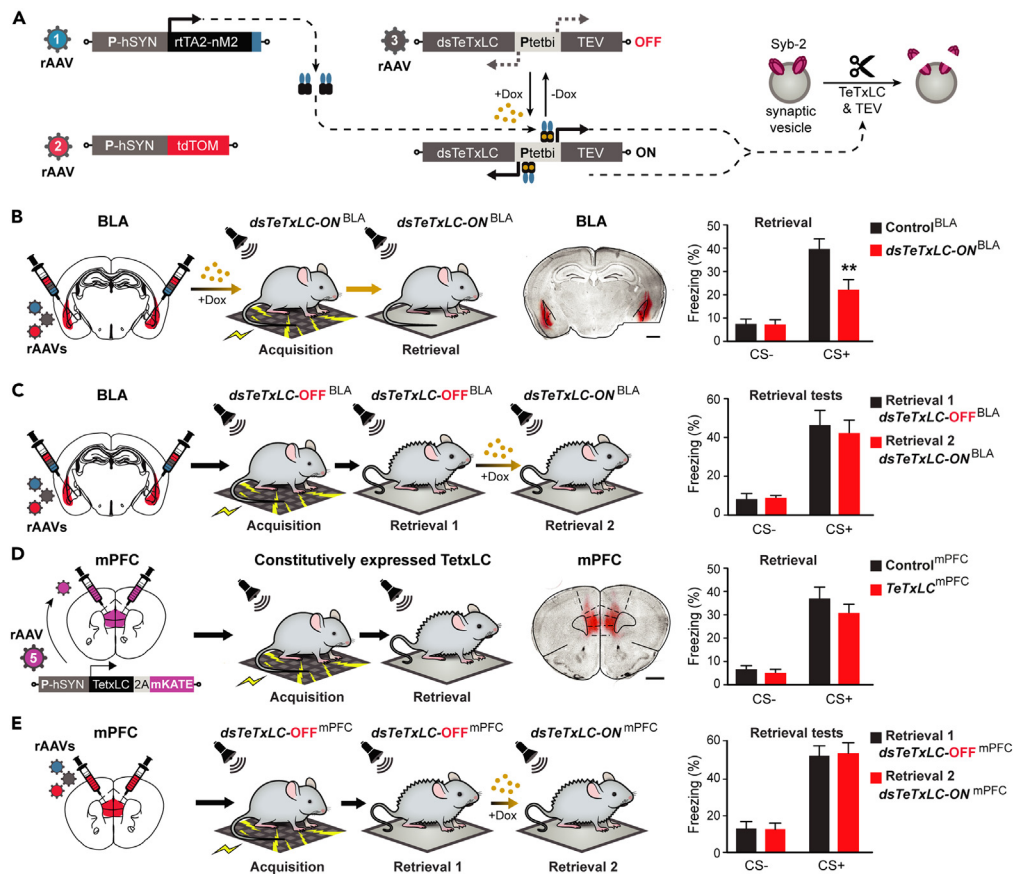 A
1
rAAV
P-hSYN rtTA2-nM2
3
rAAV
dsTeTxLC Ptetbi TEV OFF
+Dox -Dox
dsTeTxLC Ptetbi TEV ON
Syb-2
synaptic
vesicle
TeTxLC
& TEV
2
rAAV
P-hSYN tdTOM
B
BLA
rAAVs
+Dox
dsTeTxLC-ON BLA
Acquisition
dsTeTxLC-ON BLA
Retrieval
BLA
Retrieval
Freezing (%)
50
40
30
20
10
0
CS- CS+
**
Control BLA
dsTeTxLC-ON BLA
C
BLA
rAAVs
dsTeTxLC-OFF BLA
Acquisition
dsTeTxLC-OFF BLA
Retrieval 1
+Dox
dsTeTxLC-ON BLA
Retrieval 2
Retrieval tests
Freezing (%)
60
40
20
0
CS- CS+
Retrieval 1
dsTeTxLC-OFF BLA
Retrieval 2
dsTeTxLC-ON BLA
D
mPFC
rAAV
5
P-hSYN TetxLC 2A mKATE
Constitutively expressed TetxLC
Acquisition
Retrieval
mPFC
Retrieval
Freezing (%)
50
40
30
20
10
0
CS- CS+
Control mPFC
TeTxLC mPFC
E
mPFC
rAAVs
dsTeTxLC-OFF mPFC
Acquisition
dsTeTxLC-OFF mPFC
Retrieval 1
+Dox
dsTeTxLC-ON mPFC
Retrieval 2
Retrieval tests
Freezing (%)
60
40
20
0
CS- CS+
Retrieval 1
dsTeTxLC-OFF mPFC
Retrieval 2
dsTeTxLC-ON mPFC